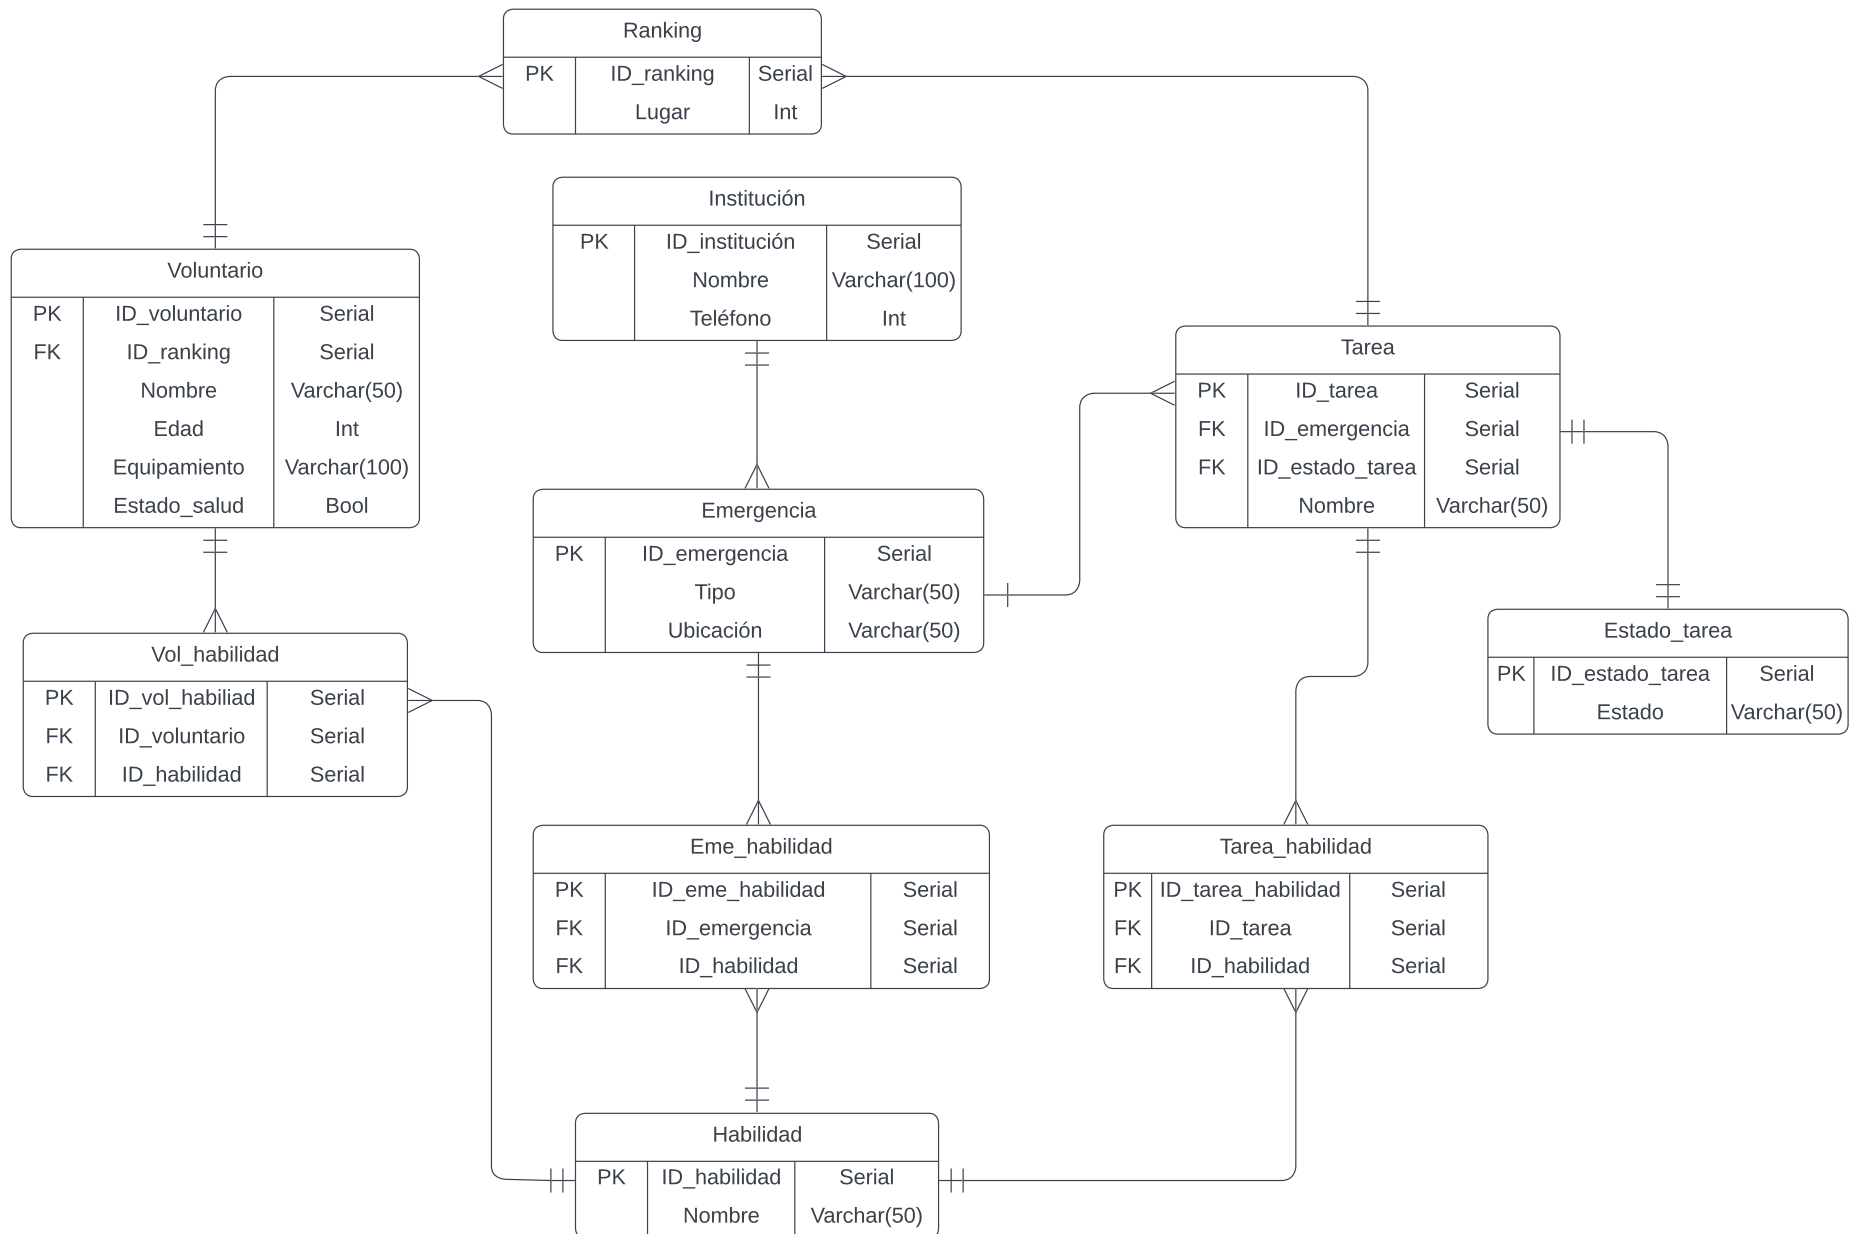 Ranking
PK ID_ranking Serial
Lugar Int
Institución
PK ID_institución Serial
Nombre Varchar(100)
Teléfono Int
Voluntario
PK ID_voluntario Serial
FK ID_ranking Serial
Nombre Varchar(50)
Edad Int
Equipamiento Varchar(100)
Estado_salud Bool
Tarea
PK ID_tarea Serial
FK ID_emergencia Serial
FK ID_estado_tarea Serial
Nombre Varchar(50)
Emergencia
PK ID_emergencia Serial
Tipo Varchar(50)
Ubicación Varchar(50)
Estado_tarea
PK ID_estado_tarea Serial
Estado Varchar(50)
Vol_habilidad
PK ID_vol_habiliad Serial
FK ID_voluntario Serial
FK ID_habilidad Serial
Eme_habilidad
PK ID_eme_habilidad Serial
FK ID_emergencia Serial
FK ID_habilidad Serial
Tarea_habilidad
PK ID_tarea_habilidad Serial
FK ID_tarea Serial
FK ID_habilidad Serial
Habilidad
PK ID_habilidad Serial
Nombre Varchar(50)